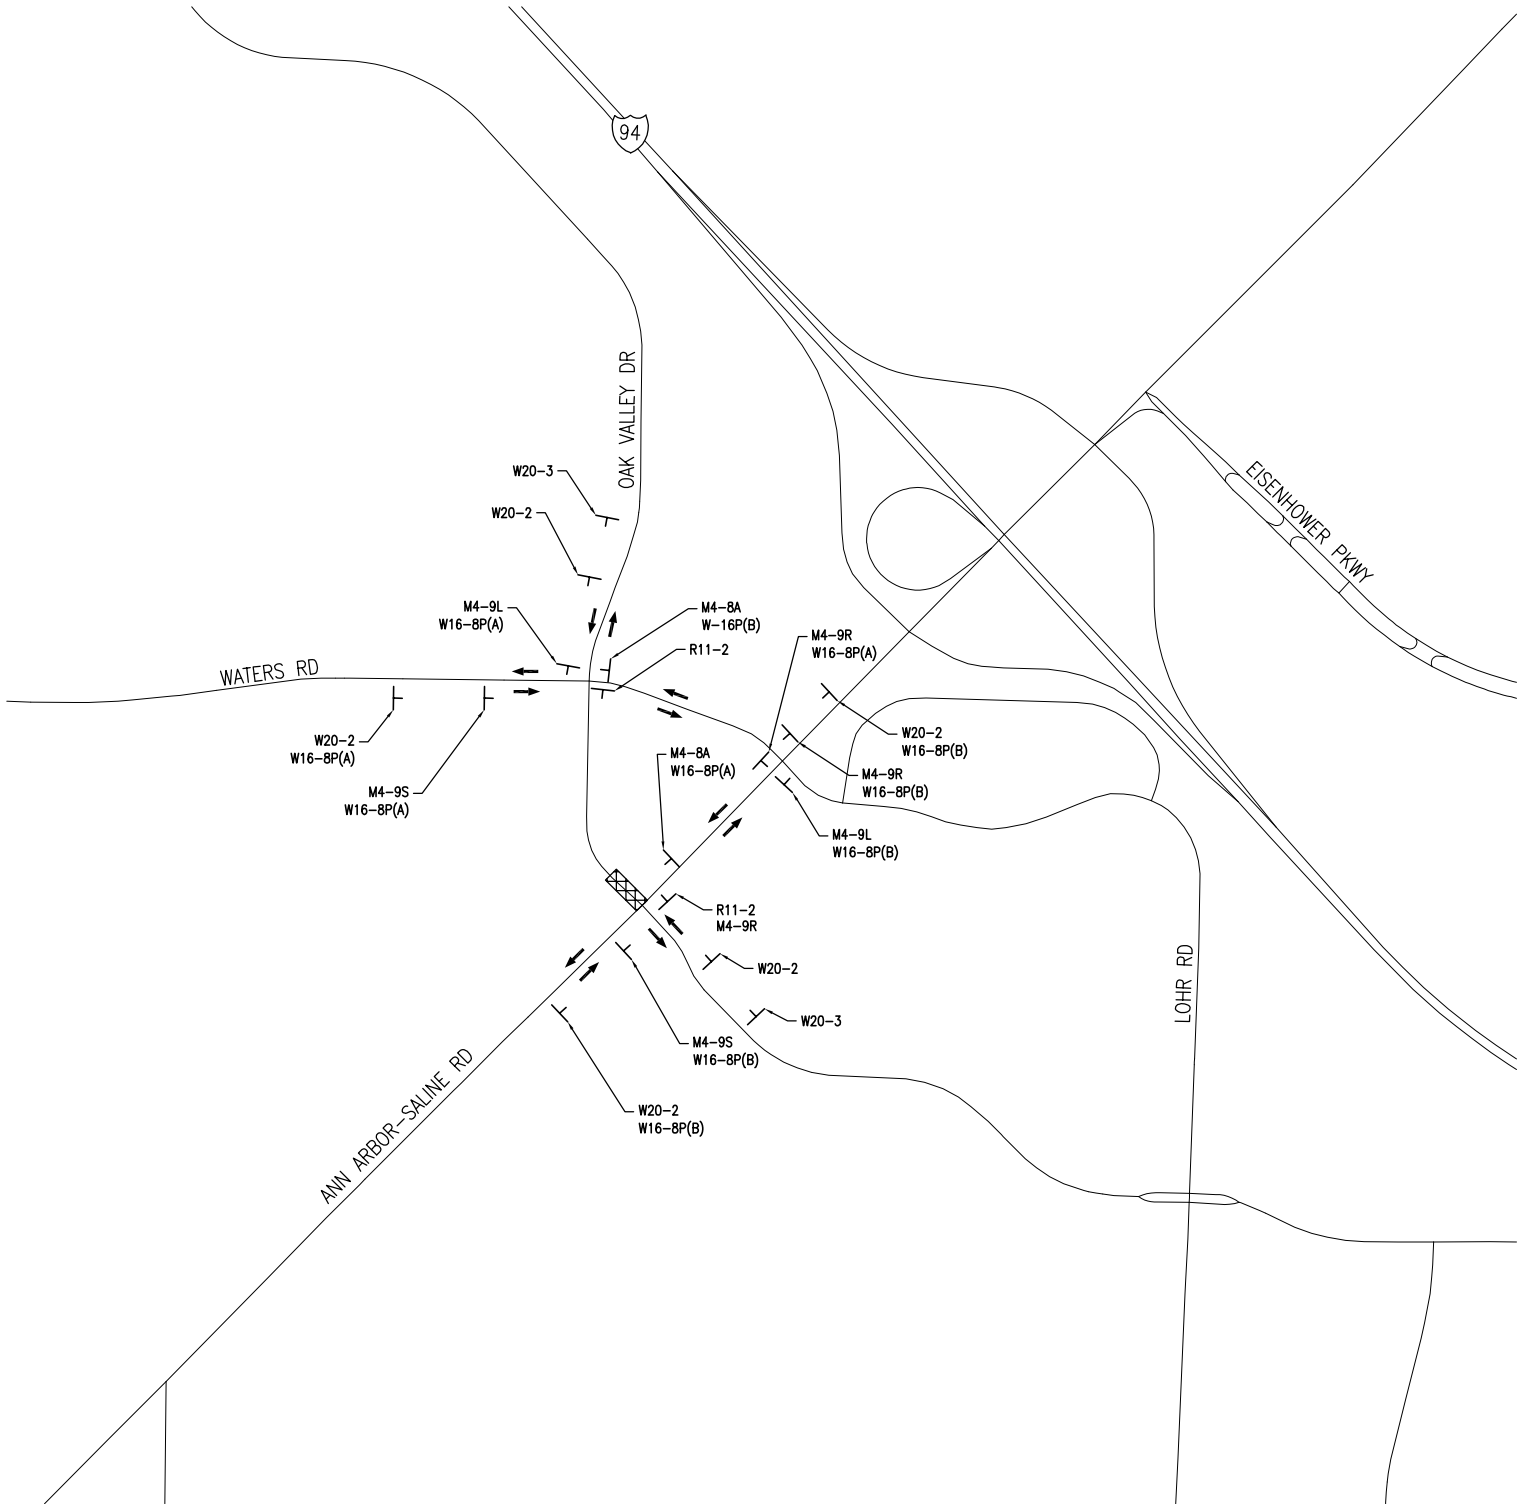 94
OAK VALLEY DR
W20-3
EISENHOWER PKWY
W20-2
M4-9L
W16-8P(A)
M4-8A
W-16P(B)
R11-2
M4-9R
W16-8P(A)
WATERS RD
W20-2
W16-8P(A)
W20-2
W16-8P(B)
M4-8A
W16-8P(A)
M4-9R
W16-8P(B)
M4-9S
W16-8P(A)
M4-9L
W16-8P(B)
R11-2
M4-9R
W20-2
LOHR RD
W20-3
M4-9S
W16-8P(B)
ANN ARBOR-SALINE RD
W20-2
W16-8P(B)